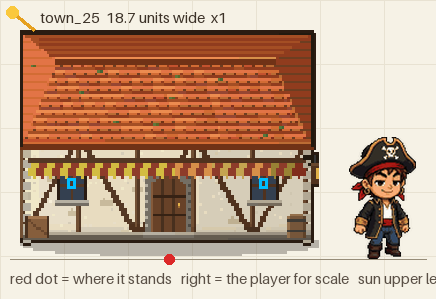 town_25 18.7 units wide x1
red dot = where it stands right = the player for scale sun upper le